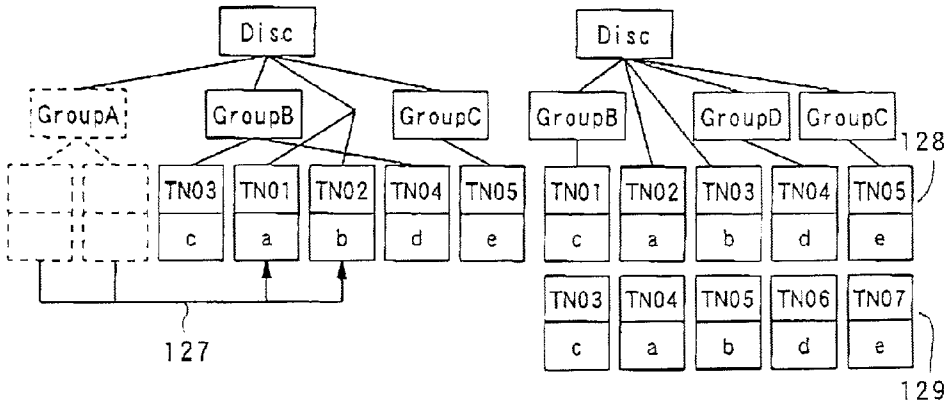 Disc
Disc
GroupA
GroupB
GroupC
GroupB
GroupD
GroupC
128
TN03 TN01 TN02 TN04 TN05
c a b d e
TN01 TN02 TN03 TN04 TN05
c a b d e
TN03 TN04 TN05 TN06 TN07
c a b d e
127
129